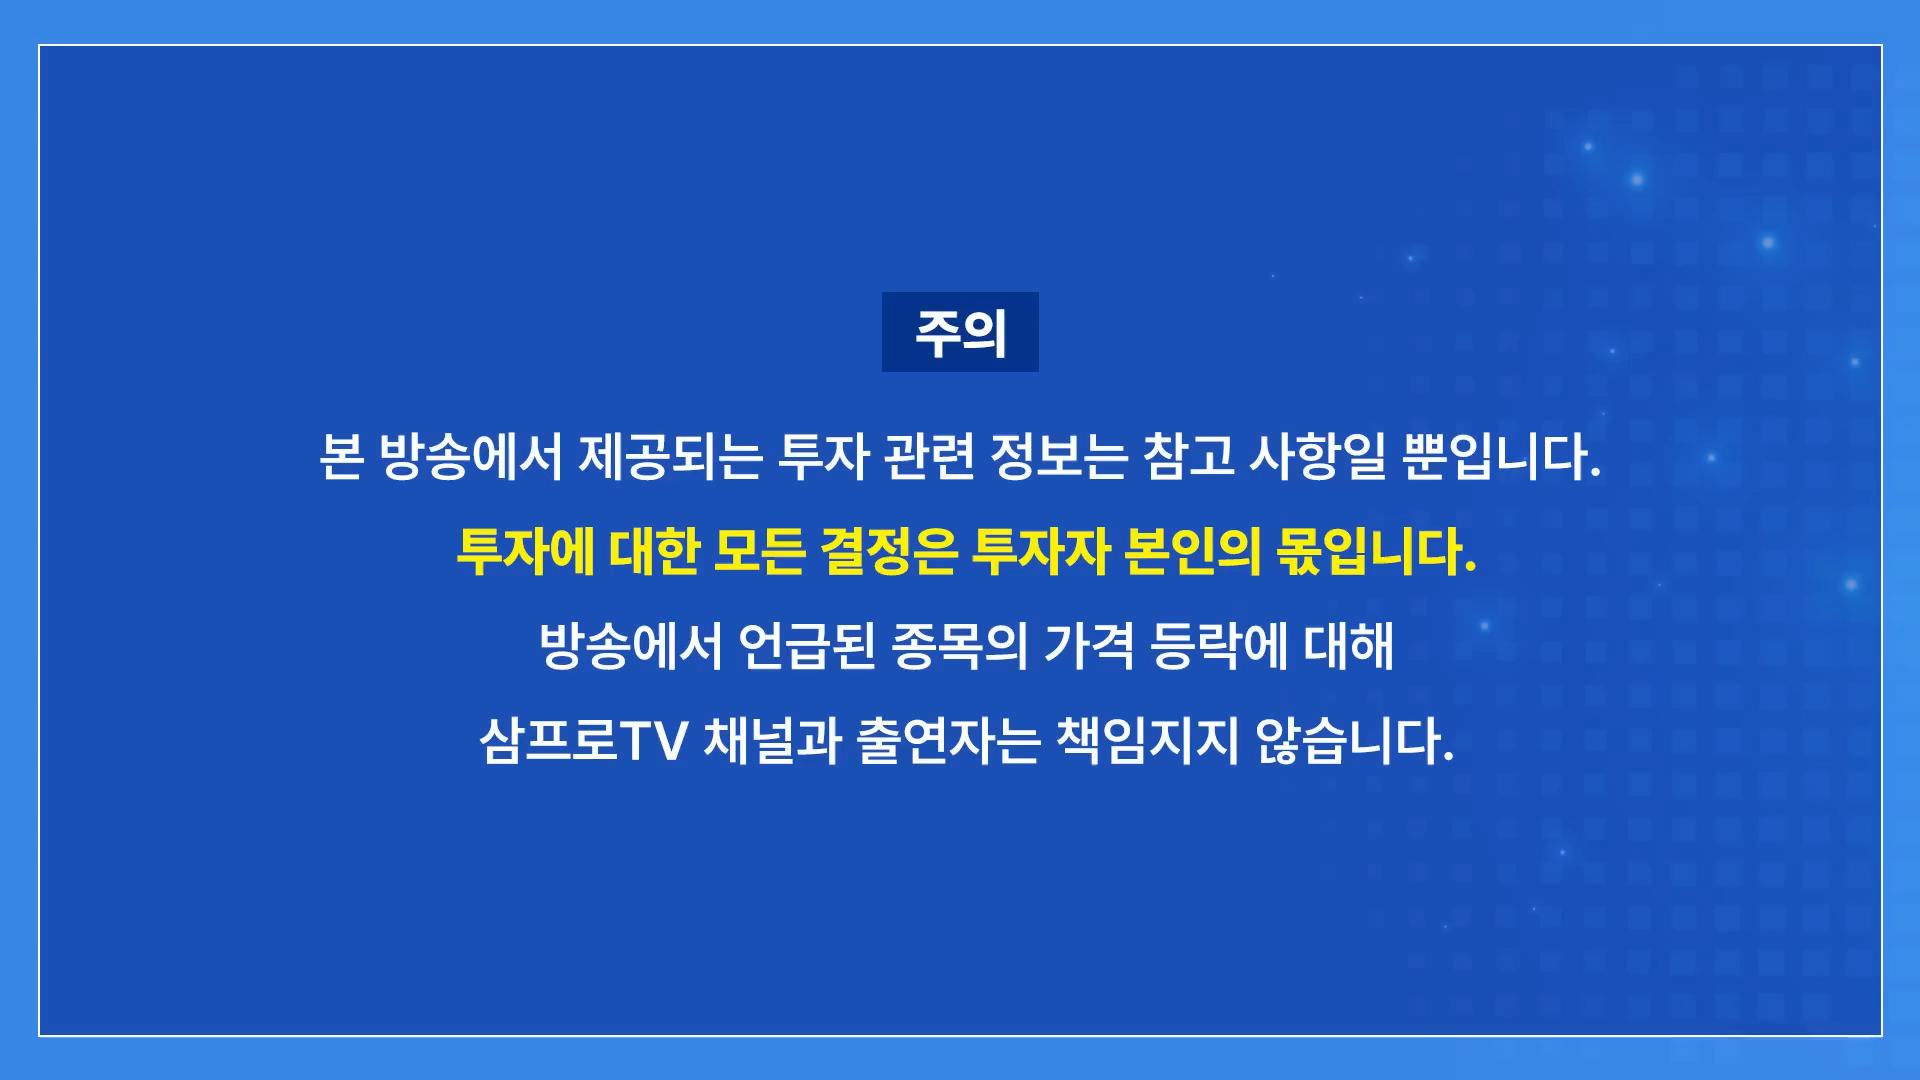 주의
본 방송에서 제공되는 투자 관련 정보는 참고 사항일 뿐입니다.
투자에 대한 모든 결정은 투자자 본인의 몫입니다.
방송에서 언급된 종목의 가격 등락에 대해
삼프로TV 채널과 출연자는 책임지지 않습니다.